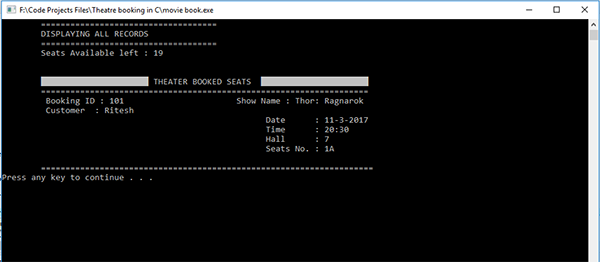 F:\Code Projects Files\Theatre booking in C\movie book.exe
====================================
DISPLAYING ALL RECORDS
====================================
Seats Available left : 19
THEATER BOOKED SEATS
===================================================================
Booking ID : 101 Show Name : Thor: Ragnarok
Customer : Ritesh
Date : 11-3-2017
Time : 20:30
Hall : 7
Seats No. : 1A
====================================================================
Press any key to continue . . .